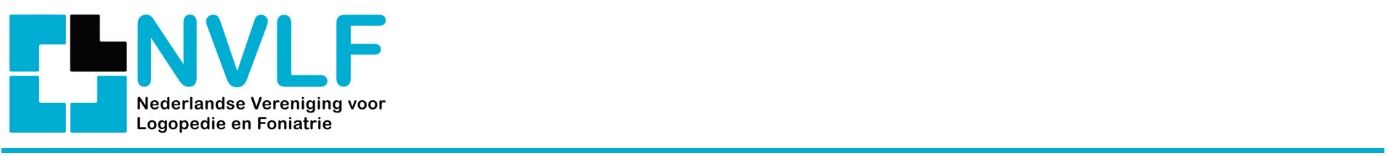 NVLF
Nederlandse Vereniging voor
Logopedie en Foniatrie